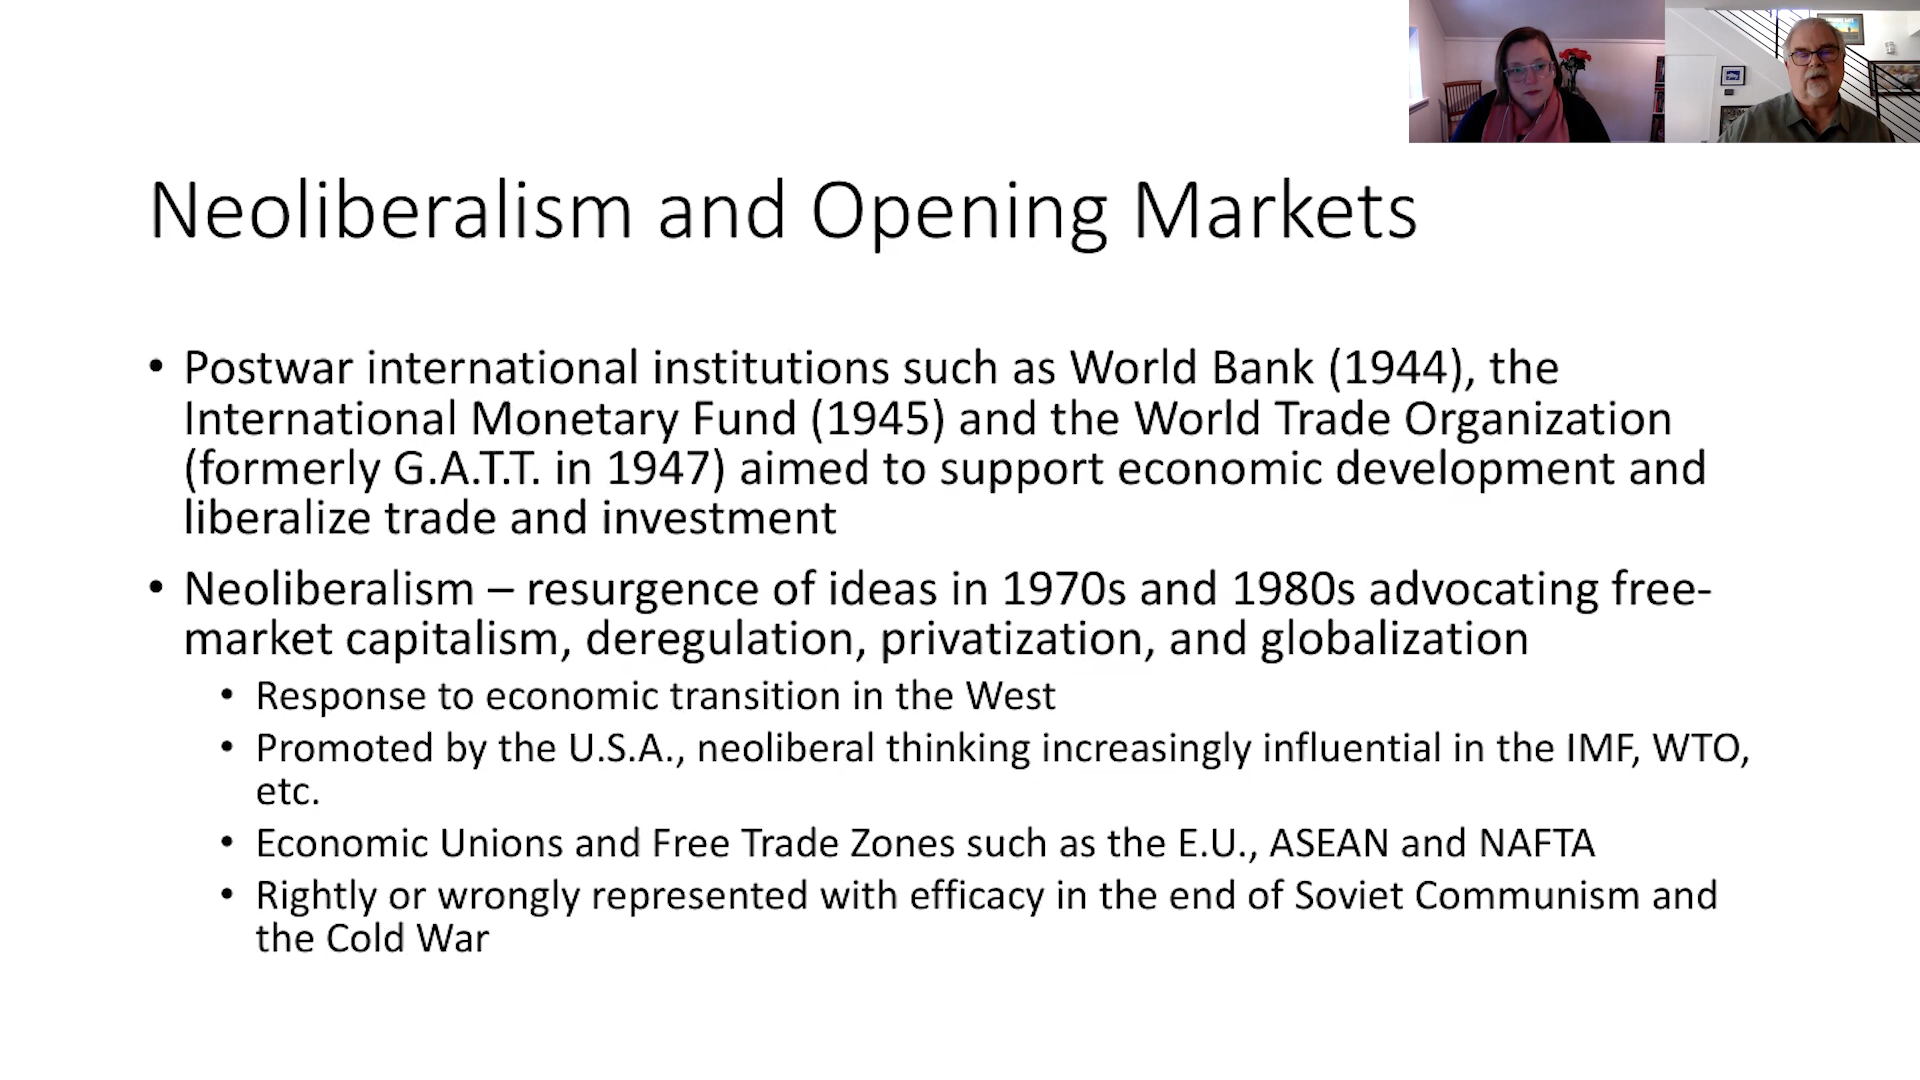 Neoliberalism and Opening Markets
• Postwar international institutions such as World Bank (1944), the
International Monetary Fund (1945) and the World Trade Organization
(formerly G.A.T.T. in 1947) aimed to support economic development and
liberalize trade and investment
• Neoliberalism – resurgence of ideas in 1970s and 1980s advocating free-
market capitalism, deregulation, privatization, and globalization
• Response to economic transition in the West
• Promoted by the U.S.A., neoliberal thinking increasingly influential in the IMF, WTO,
etc.
• Economic Unions and Free Trade Zones such as the E.U., ASEAN and NAFTA
• Rightly or wrongly represented with efficacy in the end of Soviet Communism and
the Cold War